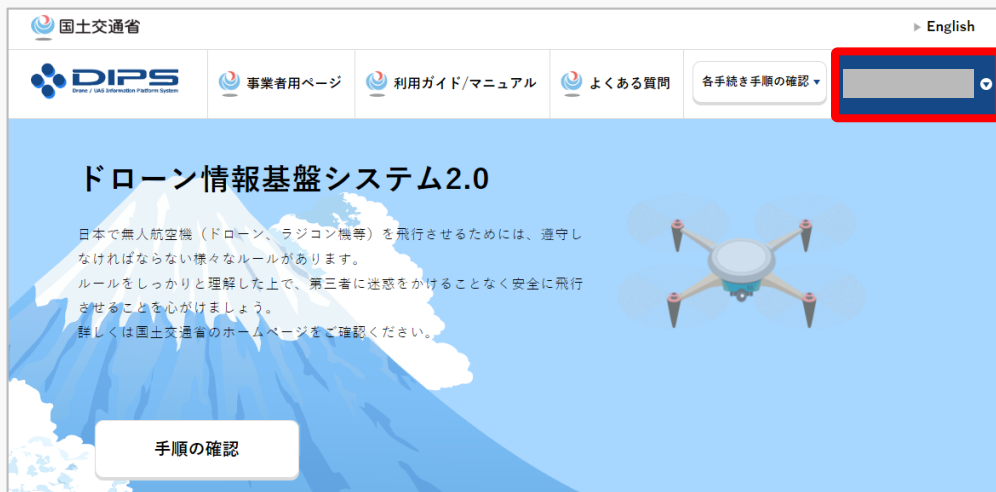 国土交通省
▶ English
DIPS
Drone / UAS Information Platform System
事業者用ページ
利用ガイド/マニュアル
よくある質問
各手続き手順の確認 ▼
ドローン情報基盤システム2.0
日本で無人航空機（ドローン、ラジコン機等）を飛行させるためには、遵守し
なければならない様々なルールがあります。
ルールをしっかりと理解した上で、第三者に迷惑をかけることなく安全に飛行
させることを心がけましょう。
詳しくは国土交通省のホームページをご確認ください。
手順の確認